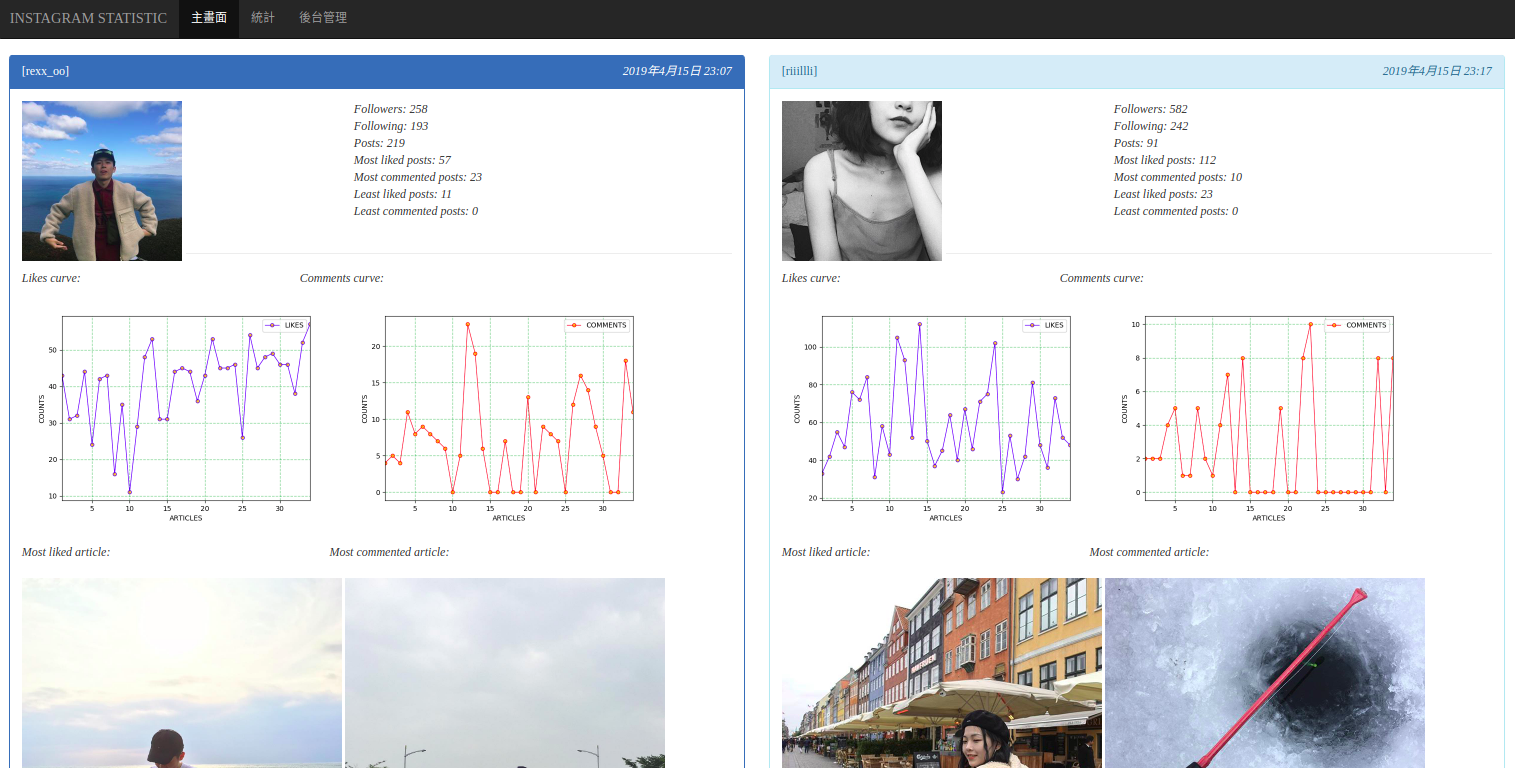 INSTAGRAM STATISTIC 主畫面 統計 後台管理
[rexx_oo] 2019年4月15日 23:07
Followers: 258
Following: 193
Posts: 219
Most liked posts: 57
Most commented posts: 23
Least liked posts: 11
Least commented posts: 0
Likes curve: Comments curve:
LIKES
50
40
30
20
10
COUNTS
5 10 15 20 25 30
ARTICLES
COMMENTS
20
15
10
5
0
COUNTS
5 10 15 20 25 30
ARTICLES
Most liked article: Most commented article:
[riiillli] 2019年4月15日 23:17
Followers: 582
Following: 242
Posts: 91
Most liked posts: 112
Most commented posts: 10
Least liked posts: 23
Least commented posts: 0
Likes curve: Comments curve:
LIKES
100
80
60
40
20
COUNTS
5 10 15 20 25 30
ARTICLES
COMMENTS
10
8
6
4
2
0
COUNTS
5 10 15 20 25 30
ARTICLES
Most liked article: Most commented article: